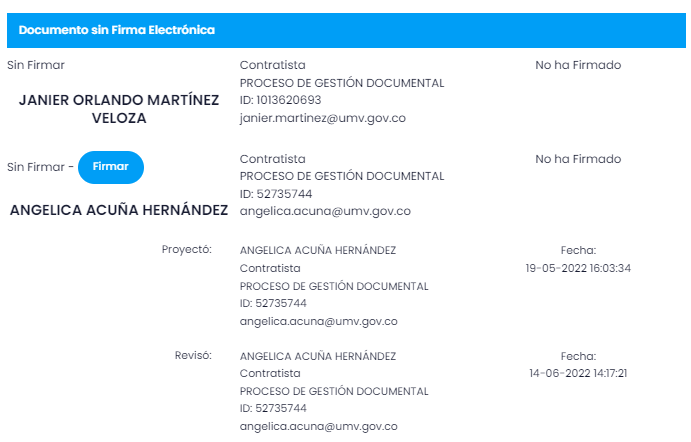 Documento sin Firma Electrónica
Sin Firmar
JANIER ORLANDO MARTÍNEZ
VELOZA
Contratista
PROCESO DE GESTIÓN DOCUMENTAL
ID: 1013620693
janier.martinez@umv.gov.co
No ha Firmado
Sin Firmar - Firmar
ANGELICA ACUÑA HERNÁNDEZ
Contratista
PROCESO DE GESTIÓN DOCUMENTAL
ID: 52735744
angelica.acuna@umv.gov.co
No ha Firmado
Proyectó:
ANGELICA ACUÑA HERNÁNDEZ
Contratista
PROCESO DE GESTIÓN DOCUMENTAL
ID: 52735744
angelica.acuna@umv.gov.co
Fecha:
19-05-2022 16:03:34
Revisó:
ANGELICA ACUÑA HERNÁNDEZ
Contratista
PROCESO DE GESTIÓN DOCUMENTAL
ID: 52735744
angelica.acuna@umv.gov.co
Fecha:
14-06-2022 14:17:21